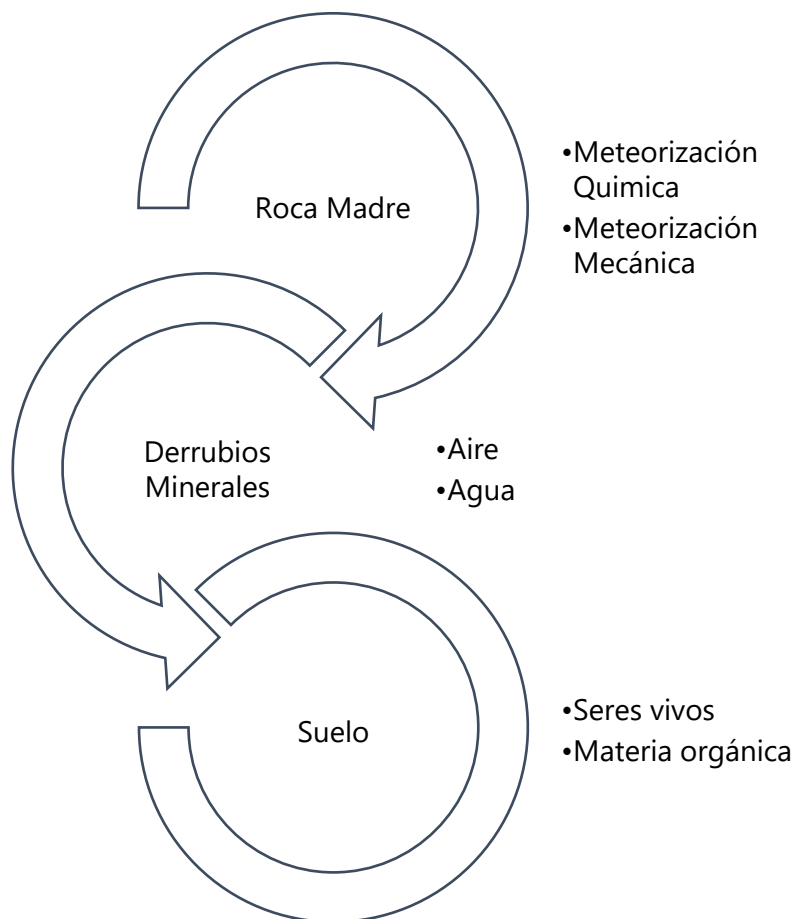 Roca Madre
•Meteorización
Quimica
•Meteorización
Mecánica
Derrubios
Minerales
•Aire
•Agua
Suelo
•Seres vivos
•Materia orgánica